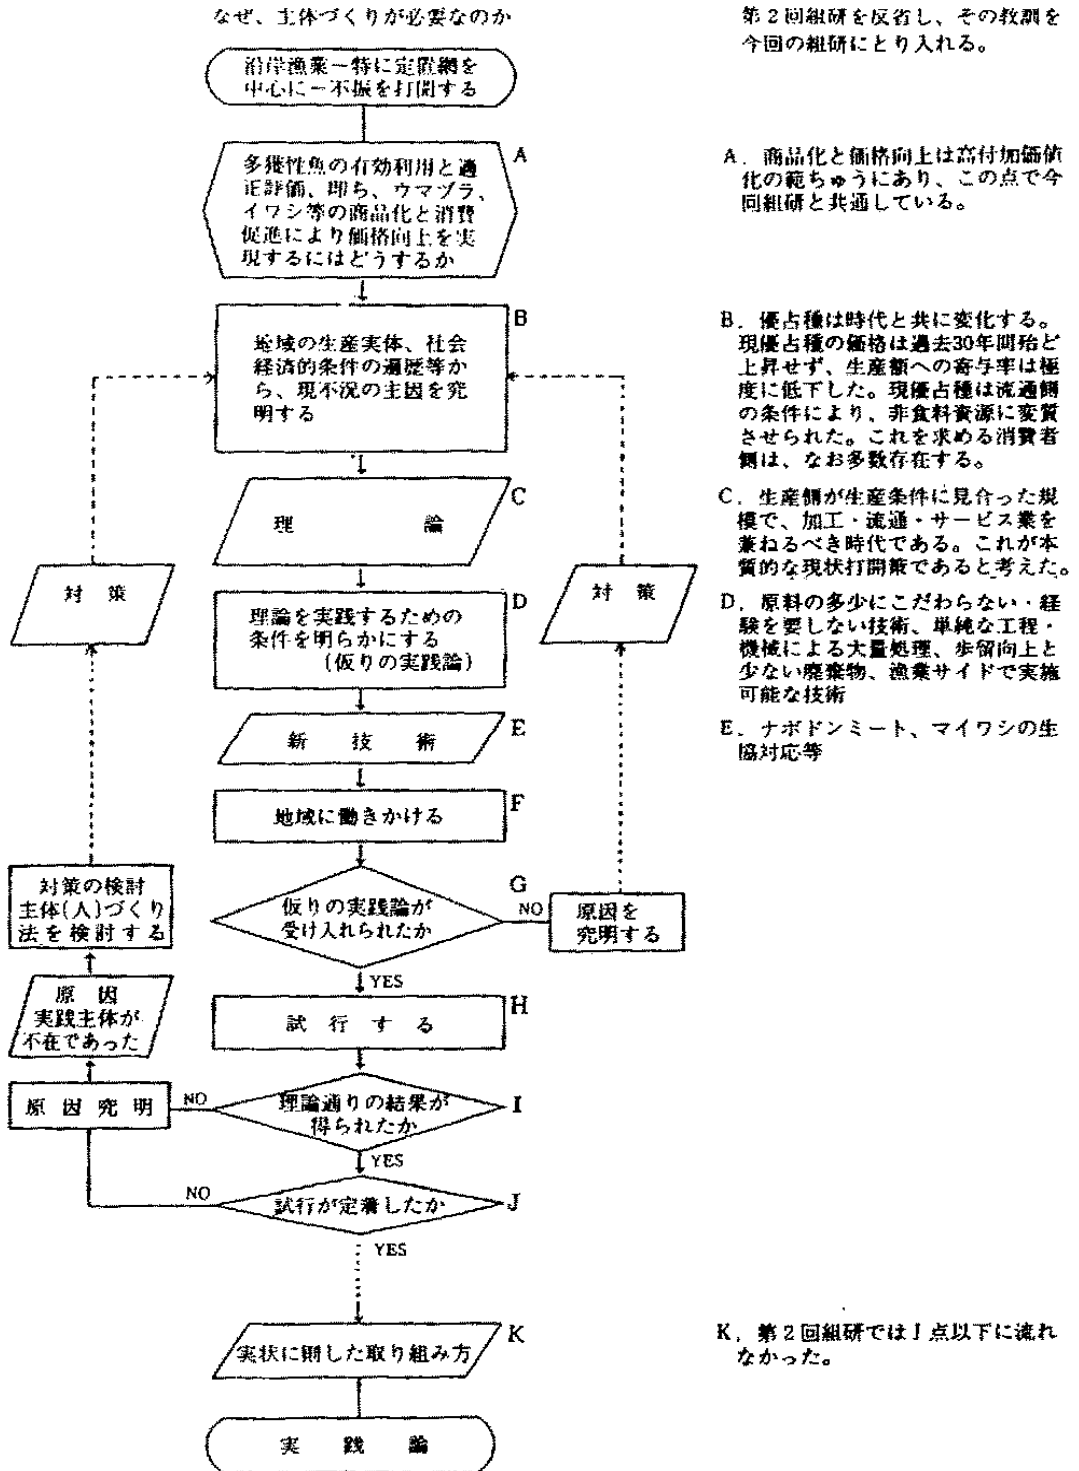 なぜ、主体づくりが必要なのか
第2回組研を反省し、その教訓を
今回の組研にとり入れる。
沿岸漁業－特に定置網を
中心に－不振を打開する
A
多獲性魚の有効利用と適
正評価、即ち、ウマヅラ、
イワシ等の商品化と消費
促進により価格向上を実
現するにはどうするか
A. 商品化と価格向上は高付加価値
化の範ちゅうにあり、この点で今
回組研と共通している。
B
地域の生産実体、社会
経済的条件の遍歴等か
ら、現不況の主因を究
明する
B. 優占種は時代と共に変化する。
現優占種の価格は過去30年間殆ど
上昇せず、生産額への寄与率は極
度に低下した。現優占種は流通側
の条件により、非食料資源に変質
させられた。これを求める消費者
側は、なお多数存在する。
C
理論
C. 生産側が生産条件に見合った規
模で、加工・流通・サービス業を
兼ねるべき時代である。これが本
質的な現状打開策であると考えた。
対策
対策
D
理論を実践するための
条件を明らかにする
(仮りの実践論)
D. 原料の多少にこだわらない・経
験を要しない技術、単純な工程・
機械による大量処理、歩留向上と
少ない廃棄物、漁業サイドで実施
可能な技術
E
新技術
E. ナボドンミート、マイワシの生
協対応等
F
地域に働きかける
G
仮りの実践論が
受け入れられたか
NO
原因を
究明する
対策の検討
主体(人)づくり
法を検討する
YES
H
試行する
原因
実践主体が
不在であった
I
理論通りの結果が
得られたか
NO
原因究明
YES
J
試行が定着したか
NO
YES
K
実状に則した取り組み方
K. 第2回組研ではJ点以下に流れ
なかった。
実践論